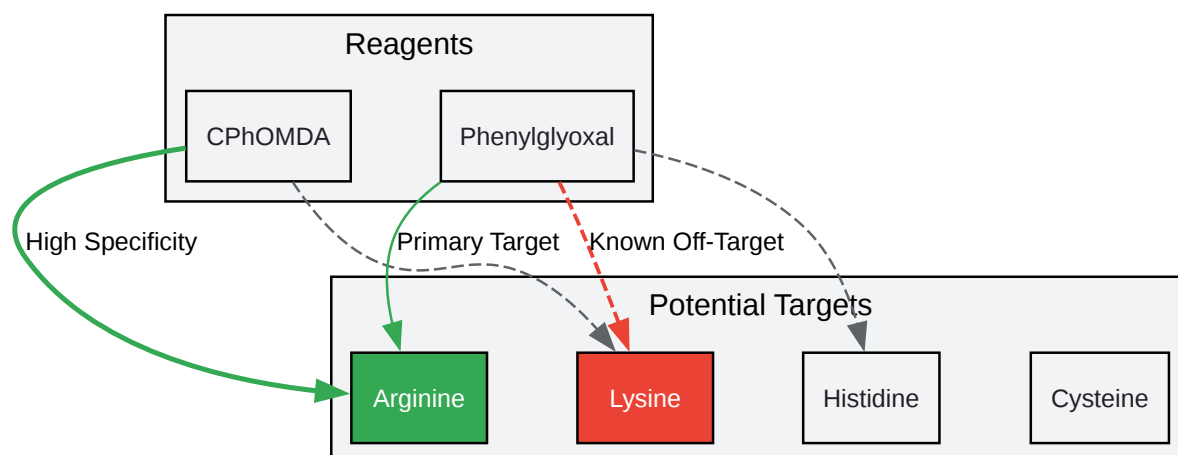 Reagents
CPhOMDA
Phenylglyoxal
High Specificity
Primary Target
Known Off-Target
Potential Targets
Arginine
Lysine
Histidine
Cysteine